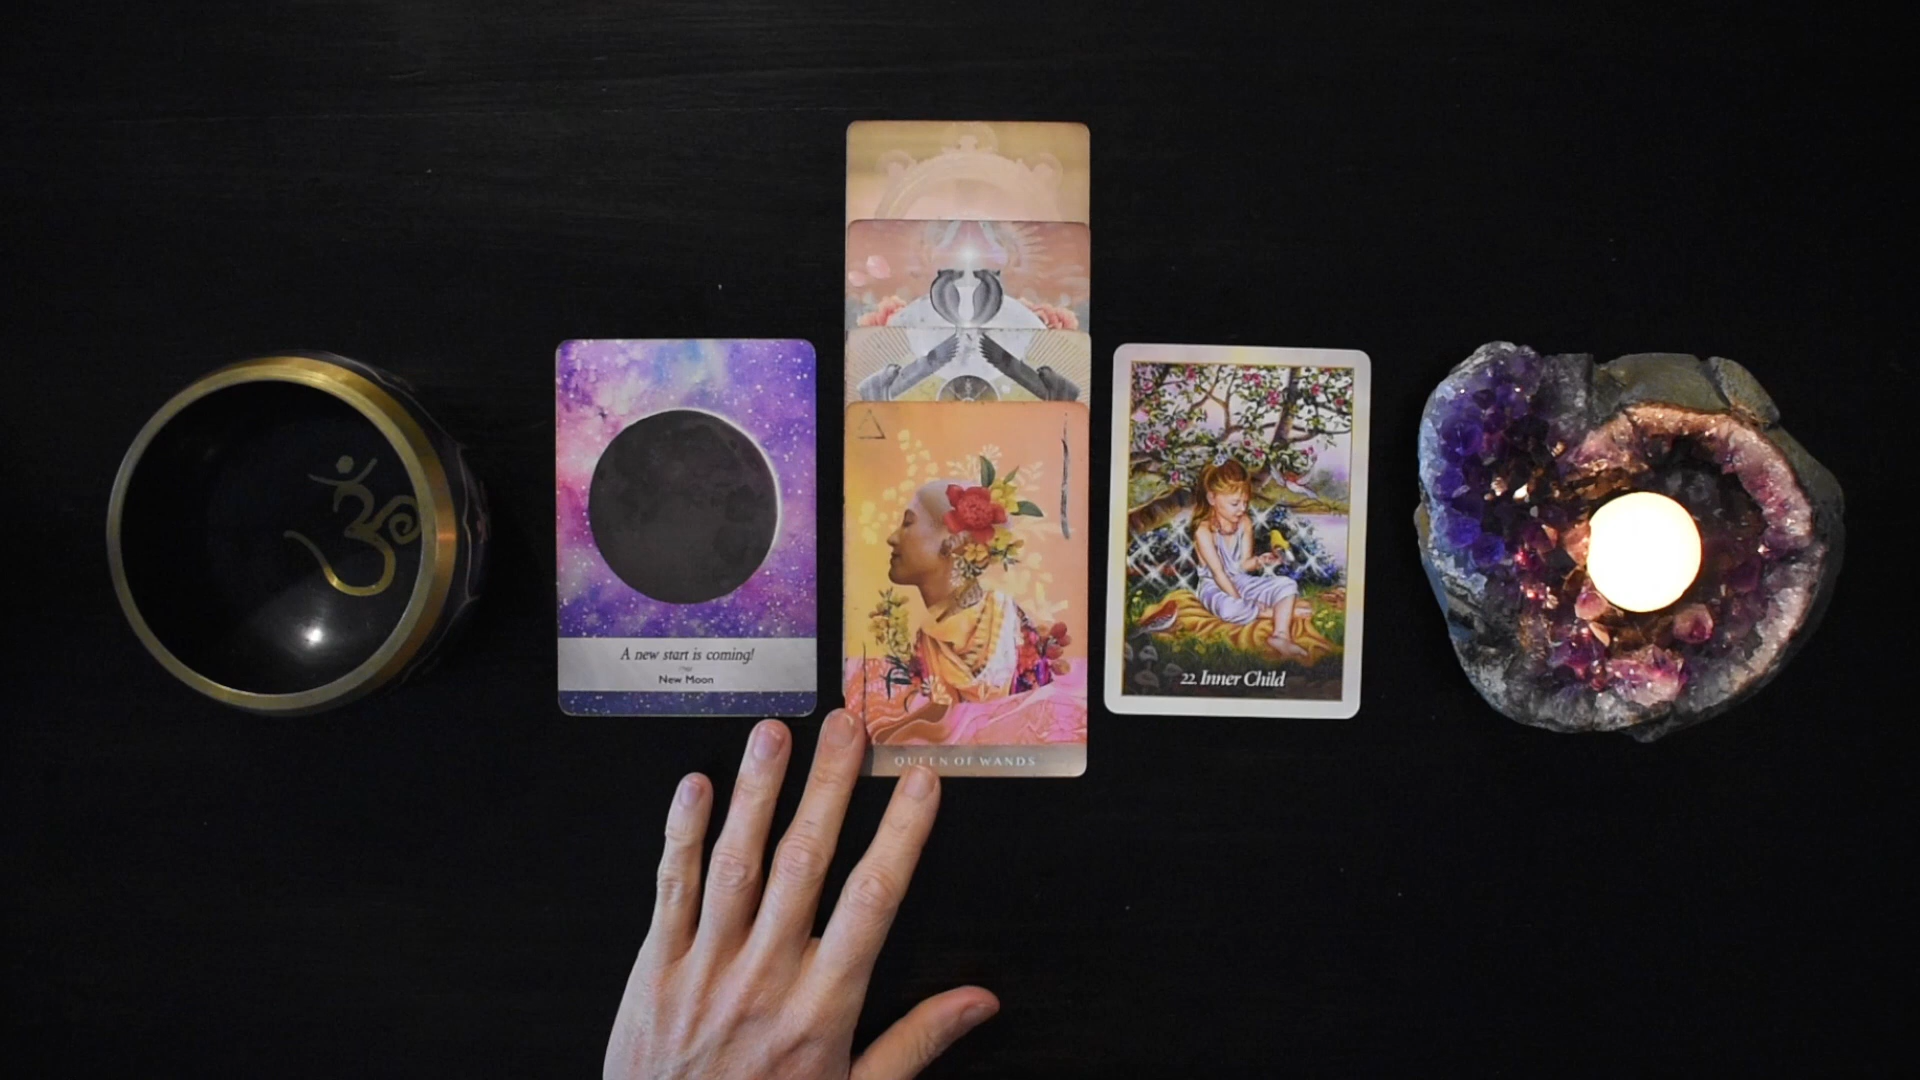 ॐ
A new start is coming!
New Moon
QUEEN OF WANDS
22. Inner Child